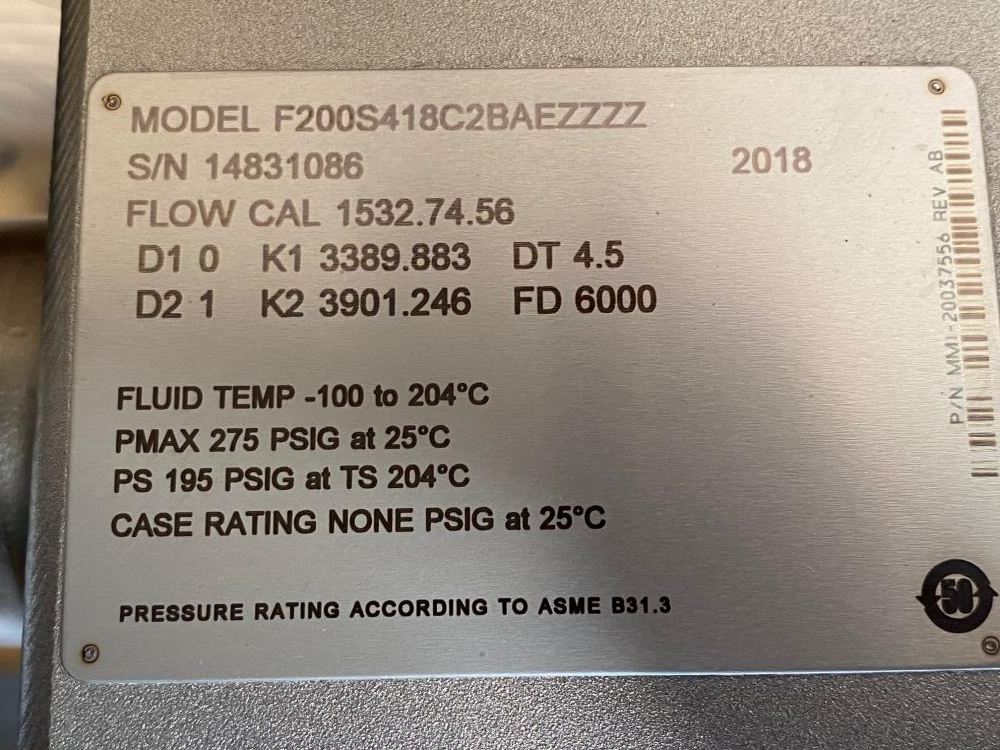 MODEL F200S418C2BAEZZZZ
S/N 14831086 2018
FLOW CAL 1532.74.56
D1 0 K1 3389.883 DT 4.5
D2 1 K2 3901.246 FD 6000
FLUID TEMP -100 to 204°C
PMAX 275 PSIG at 25°C
PS 195 PSIG at TS 204°C
CASE RATING NONE PSIG at 25°C
PRESSURE RATING ACCORDING TO ASME B31.3
P/N MMI-20037556 REV AB
50